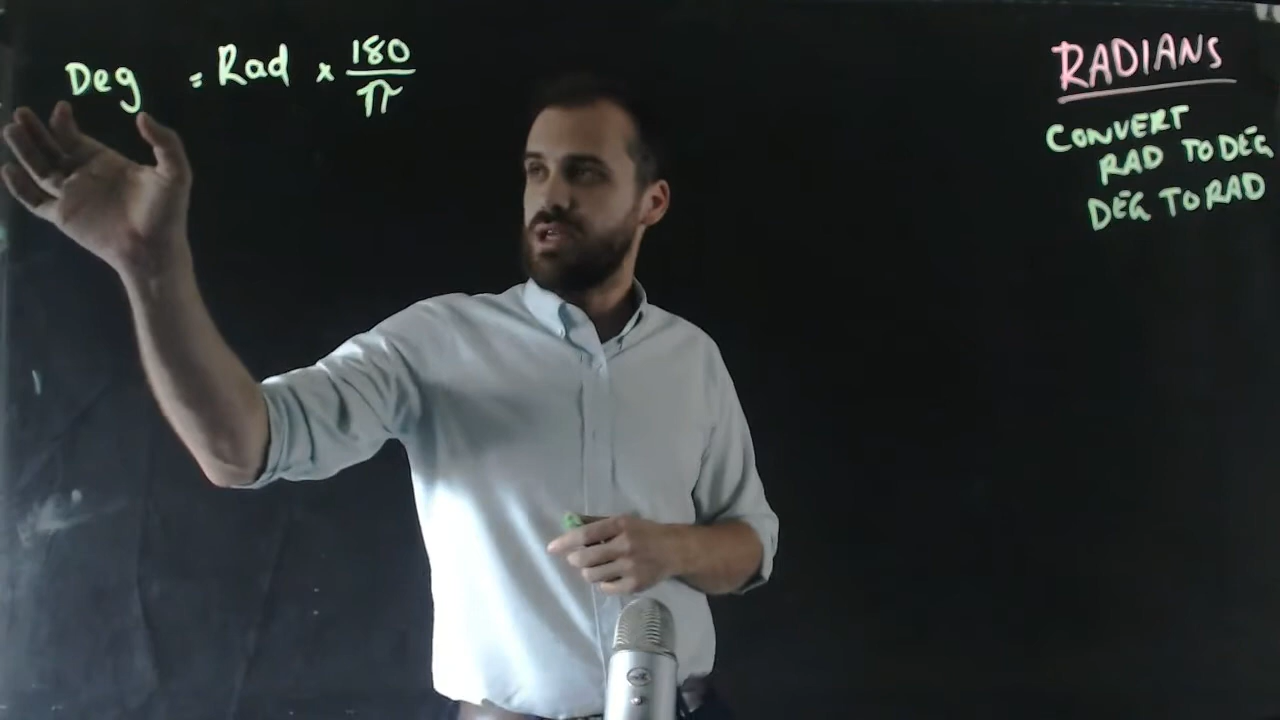 Deg = Rad × 180/π
RADIANS
CONVERT
RAD TO DEG
DEG TO RAD